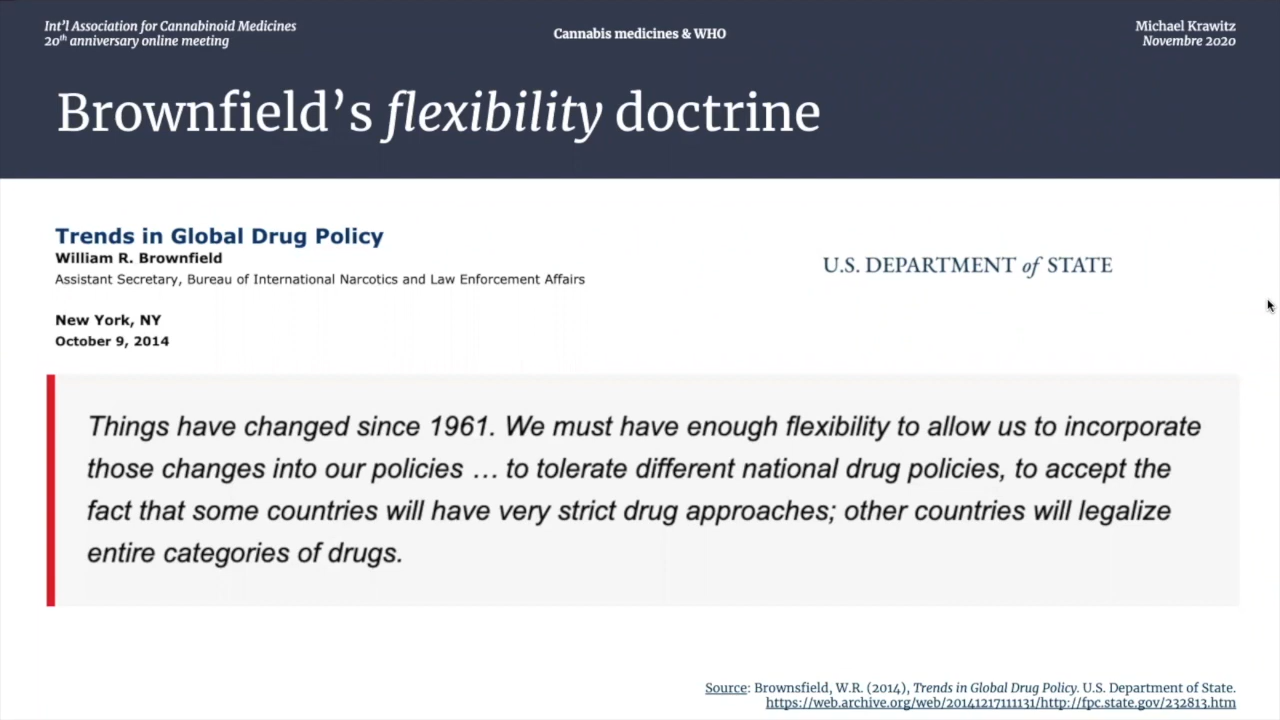 Int'l Association for Cannabinoid Medicines
20th anniversary online meeting
Cannabis medicines & WHO
Michael Krawitz
Novembre 2020
Brownfield's flexibility doctrine
Trends in Global Drug Policy
William R. Brownfield
Assistant Secretary, Bureau of International Narcotics and Law Enforcement Affairs
U.S. DEPARTMENT of STATE
New York, NY
October 9, 2014
Things have changed since 1961. We must have enough flexibility to allow us to incorporate
those changes into our policies … to tolerate different national drug policies, to accept the
fact that some countries will have very strict drug approaches; other countries will legalize
entire categories of drugs.
Source: Brownsfield, W.R. (2014), Trends in Global Drug Policy. U.S. Department of State.
https://web.archive.org/web/20141217111131/http://fpc.state.gov/232813.htm